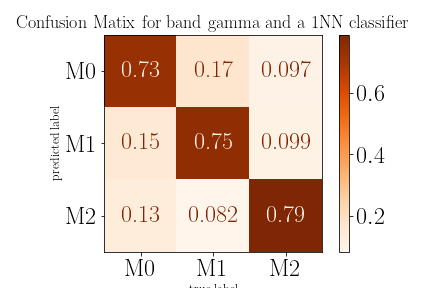 Confusion Matix for band gamma and a 1NN classifier
M0 0.73 0.17 0.097
M1 0.15 0.75 0.099
M2 0.13 0.082 0.79
M0 M1 M2
predicted label
true label
0.6
0.4
0.2